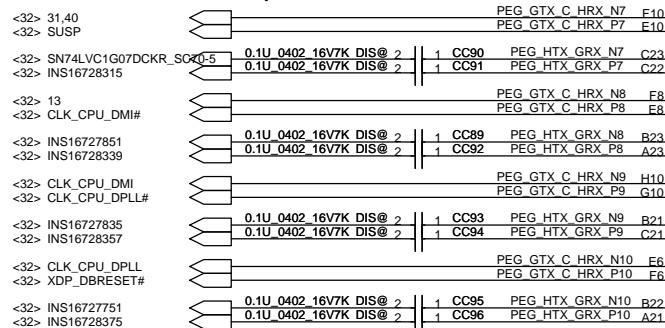 <32> 31,40 PEG_GTX_C_HRX_N7 E10
<32> SUSP PEG_GTX_C_HRX_P7 E10
<32> SN74LVC1G07DCKR_SC70-5 0.1U_0402_16V7K DIS@ 2 1 CC90 PEG_HTX_GRX_N7 C23
<32> INS16728315 0.1U_0402_16V7K DIS@ 2 1 CC91 PEG_HTX_GRX_P7 C22
<32> 13 PEG_GTX_C_HRX_N8 F8
<32> CLK_CPU_DMI# PEG_GTX_C_HRX_P8 E8
<32> INS16727851 0.1U_0402_16V7K DIS@ 2 1 CC89 PEG_HTX_GRX_N8 B23
<32> INS16728339 0.1U_0402_16V7K DIS@ 2 1 CC92 PEG_HTX_GRX_P8 A23
<32> CLK_CPU_DMI PEG_GTX_C_HRX_N9 H10
<32> CLK_CPU_DPLL# PEG_GTX_C_HRX_P9 G10
<32> INS16727835 0.1U_0402_16V7K DIS@ 2 1 CC93 PEG_HTX_GRX_N9 B21
<32> INS16728357 0.1U_0402_16V7K DIS@ 2 1 CC94 PEG_HTX_GRX_P9 C21
<32> CLK_CPU_DPLL PEG_GTX_C_HRX_N10 E6
<32> XDP_DBRESET# PEG_GTX_C_HRX_P10 F6
<32> INS16727751 0.1U_0402_16V7K DIS@ 2 1 CC95 PEG_HTX_GRX_N10 B22
<32> INS16728375 0.1U_0402_16V7K DIS@ 2 1 CC96 PEG_HTX_GRX_P10 A21